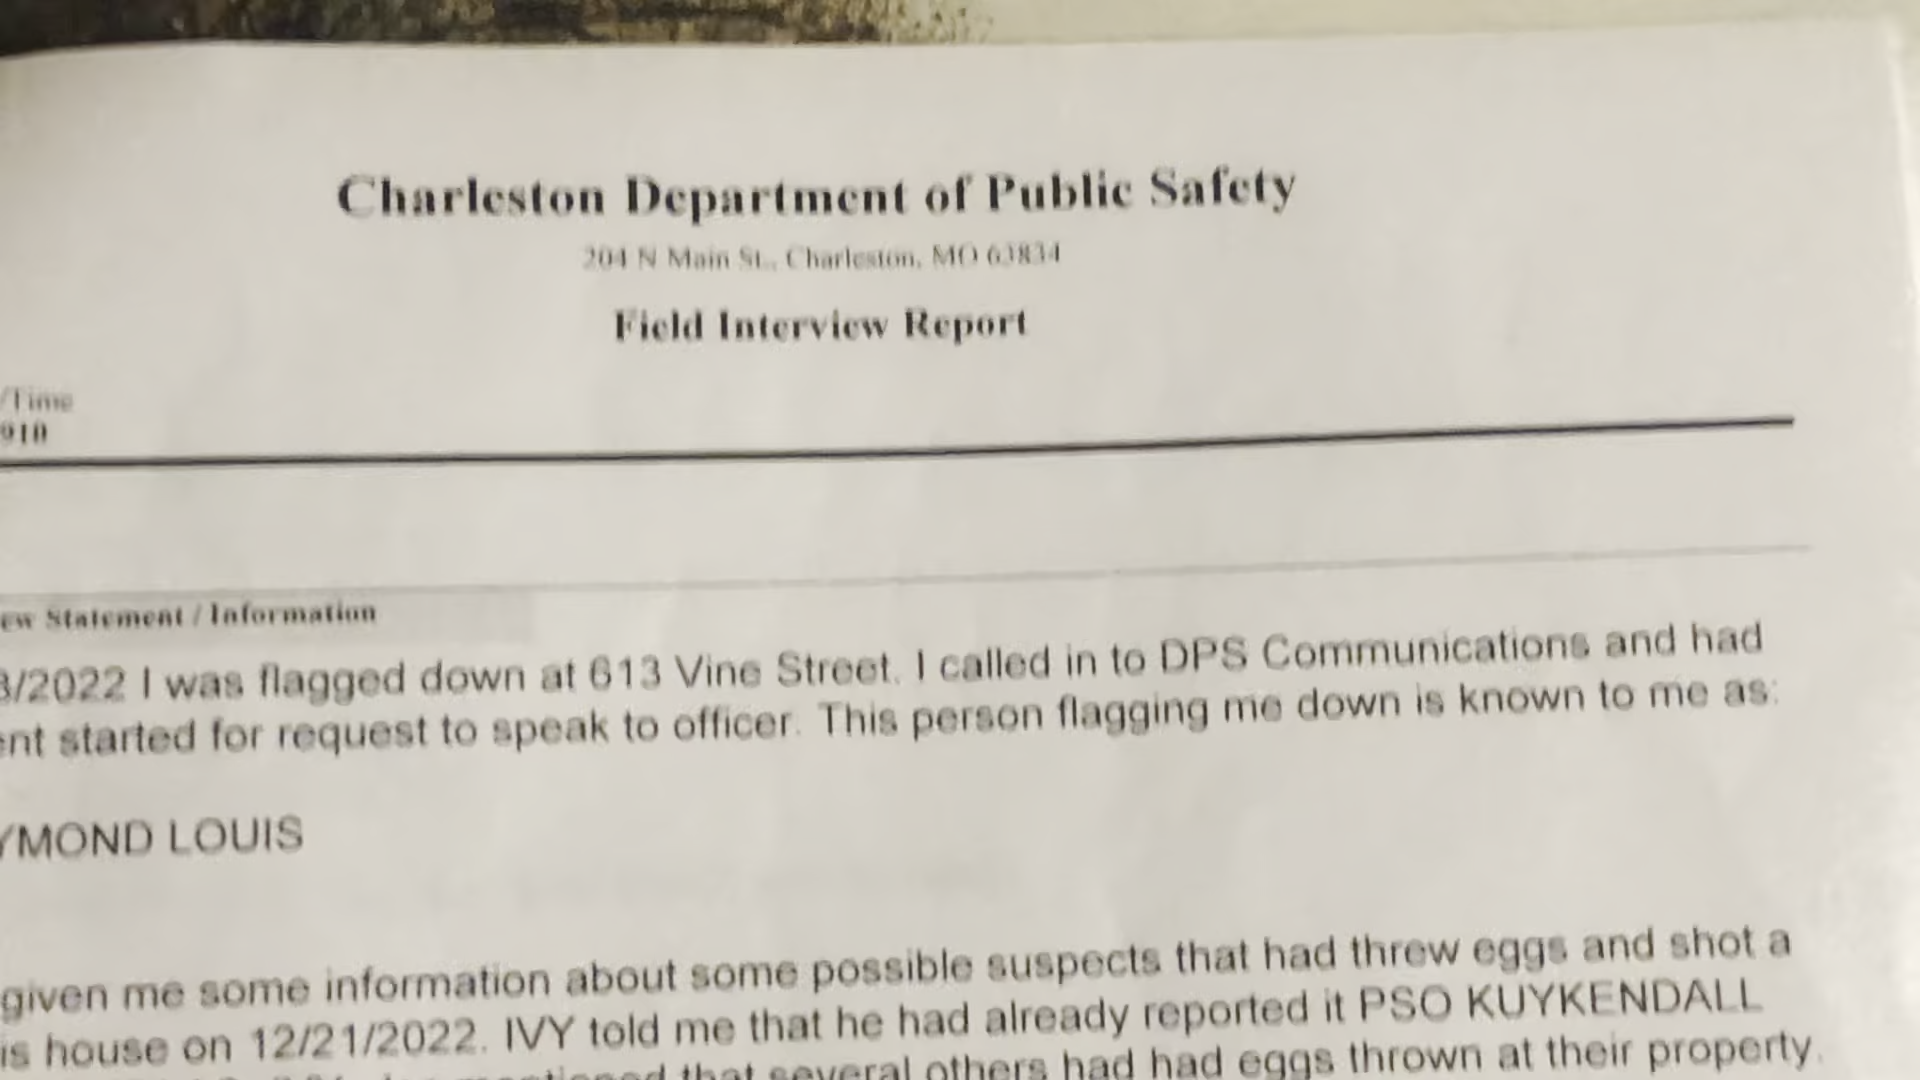 Charleston Department of Public Safety
204 N Main St., Charleston, MO 63834
Field Interview Report
/Time
910
ew Statement / Information
3/2022 I was flagged down at 613 Vine Street. I called in to DPS Communications and had
ent started for request to speak to officer. This person flagging me down is known to me as:
YMOND LOUIS
given me some information about some possible suspects that had threw eggs and shot a
is house on 12/21/2022. IVY told me that he had already reported it PSO KUYKENDALL
mentioned that several others had had eggs thrown at their property.